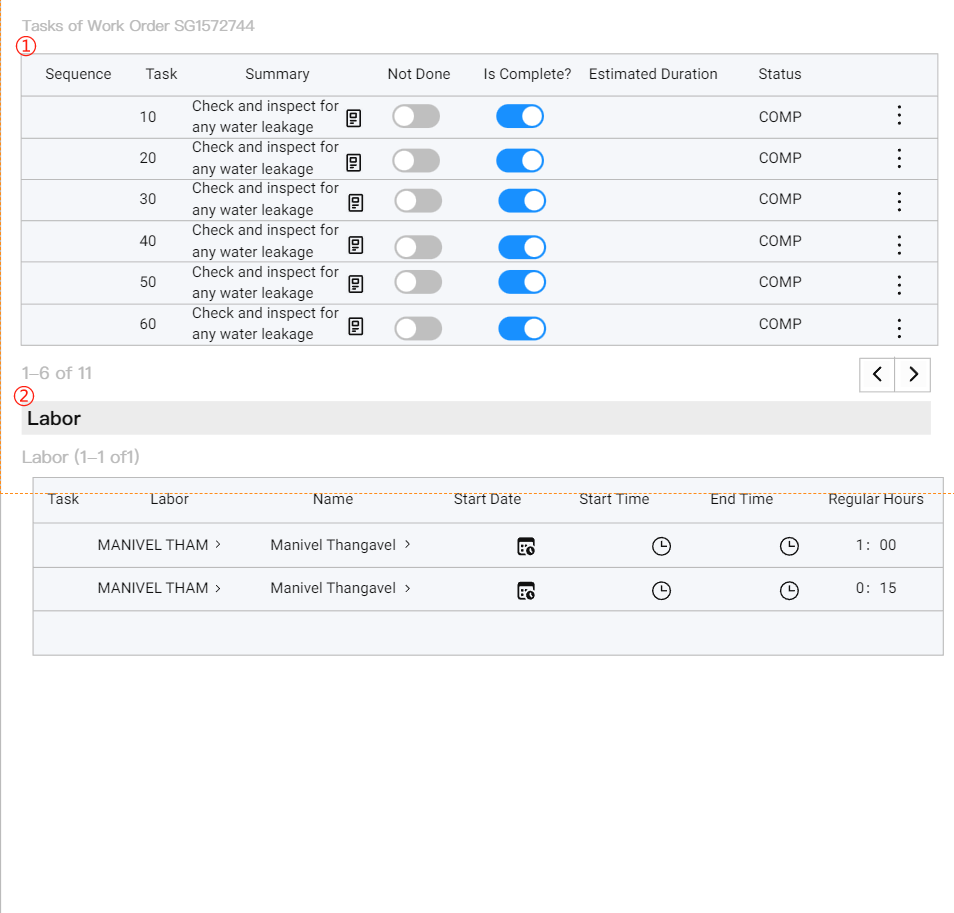 Tasks of Work Order SG1572744
①
Sequence Task Summary Not Done Is Complete? Estimated Duration Status
10 Check and inspect for any water leakage COMP
20 Check and inspect for any water leakage COMP
30 Check and inspect for any water leakage COMP
40 Check and inspect for any water leakage COMP
50 Check and inspect for any water leakage COMP
60 Check and inspect for any water leakage COMP
1–6 of 11
②
Labor
Labor (1–1 of1)
Task Labor Name Start Date Start Time End Time Regular Hours
MANIVEL THAM Manivel Thangavel 1: 00
MANIVEL THAM Manivel Thangavel 0: 15